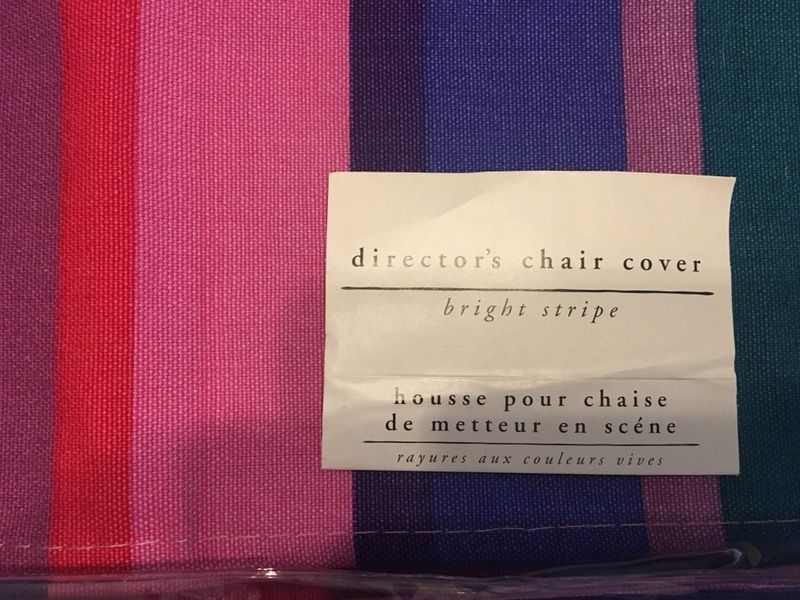 director's chair cover
bright stripe
housse pour chaise
de metteur en scéne
rayures aux couleurs vives